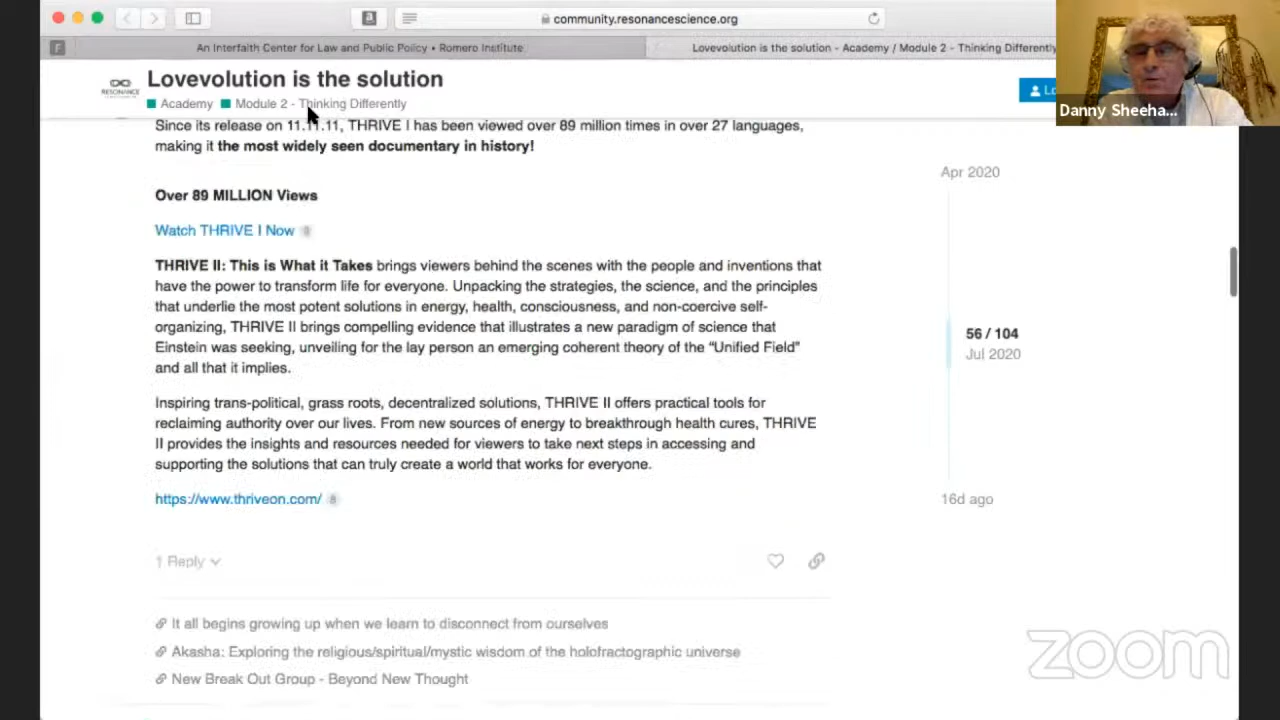 community.resonancescience.org
An Interfaith Center for Law and Public Policy • Romero Institute
Lovevolution is the solution - Academy / Module 2 - Thinking Differently
Lovevolution is the solution
RESONANCE
Academy Module 2 - Thinking Differently
Lo
Danny Sheeha...
Since its release on 11.11.11, THRIVE I has been viewed over 89 million times in over 27 languages,
making it the most widely seen documentary in history!
Apr 2020
Over 89 MILLION Views
Watch THRIVE I Now
THRIVE II: This is What it Takes brings viewers behind the scenes with the people and inventions that
have the power to transform life for everyone. Unpacking the strategies, the science, and the principles
that underlie the most potent solutions in energy, health, consciousness, and non-coercive self-
organizing, THRIVE II brings compelling evidence that illustrates a new paradigm of science that
Einstein was seeking, unveiling for the lay person an emerging coherent theory of the “Unified Field”
and all that it implies.
56 / 104
Jul 2020
Inspiring trans-political, grass roots, decentralized solutions, THRIVE II offers practical tools for
reclaiming authority over our lives. From new sources of energy to breakthrough health cures, THRIVE
II provides the insights and resources needed for viewers to take next steps in accessing and
supporting the solutions that can truly create a world that works for everyone.
https://www.thriveon.com/ 8
16d ago
1 Reply
It all begins growing up when we learn to disconnect from ourselves
Akasha: Exploring the religious/spiritual/mystic wisdom of the holofractographic universe
New Break Out Group - Beyond New Thought
zoom